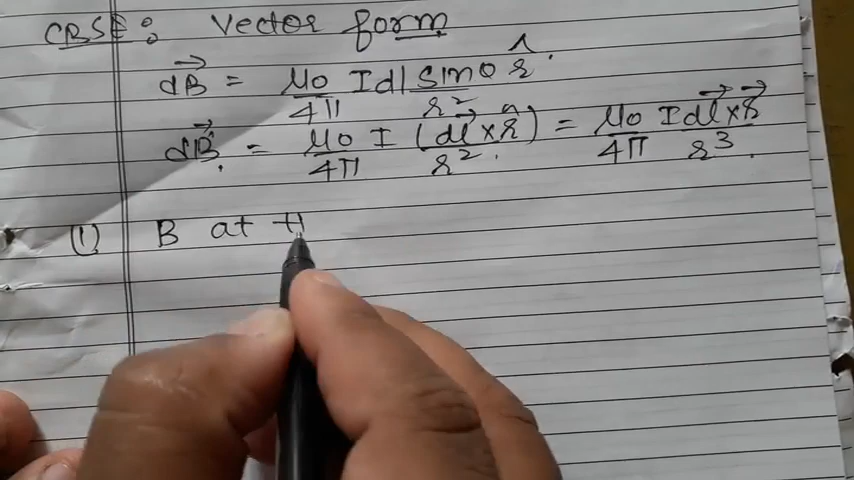 CBSE : Vector form
dB⃗ = μ0/4π Idl sinθ/r² r̂.
dB⃗ = μ0/4π I (dl⃗ × r̂)/r². = μ0/4π I dl⃗ × r⃗/r³.
(1) B at